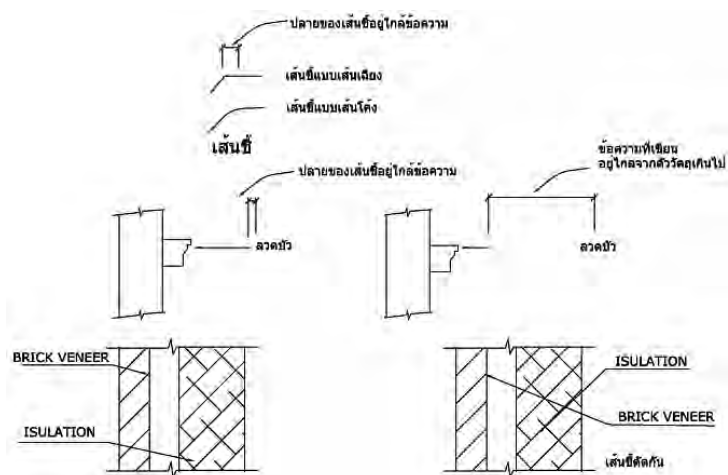 ปลายของเส้นชี้อยู่ใกล้ข้อความ
เส้นชี้แบบเส้นเฉียง
เส้นชี้แบบเส้นโค้ง
เส้นชี้
ปลายของเส้นชี้อยู่ใกล้ข้อความ
ข้อความที่เขียน
อยู่ไกลจากตัววัตถุเกินไป
ลวดบัว
ลวดบัว
BRICK VENEER
ISULATION
ISULATION
BRICK VENEER
เส้นชี้ตัดกัน